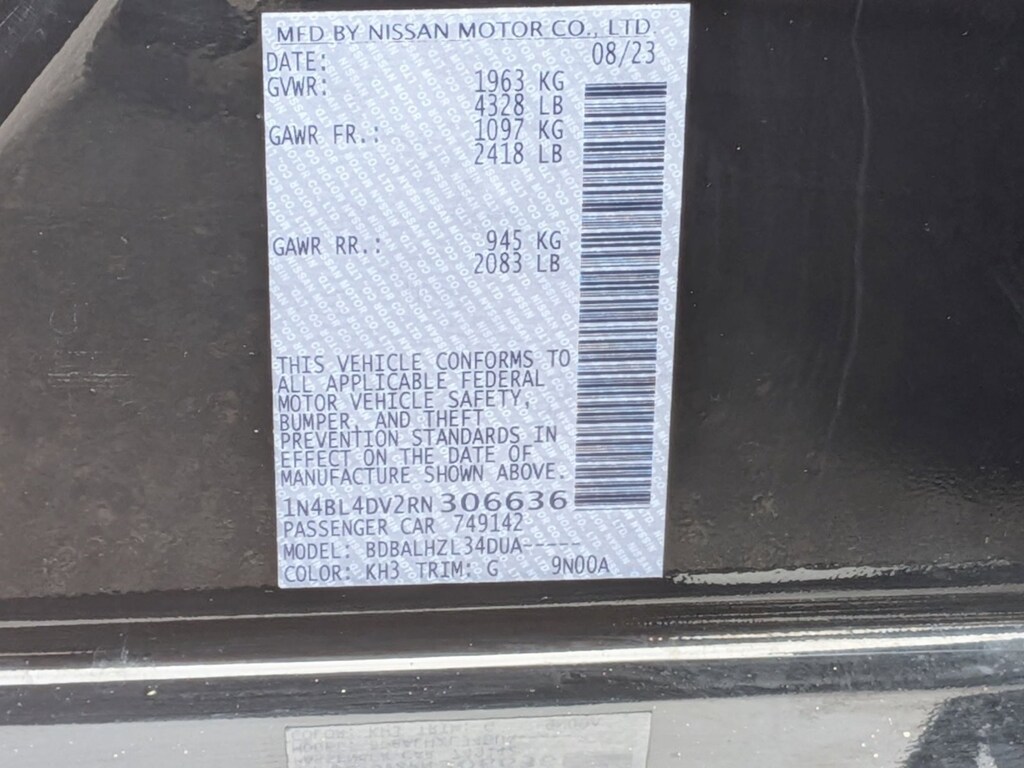 MFD BY NISSAN MOTOR CO., LTD.
DATE: 08/23
GVWR: 1963 KG
4328 LB
GAWR FR.: 1097 KG
2418 LB
GAWR RR.: 945 KG
2083 LB
THIS VEHICLE CONFORMS TO
ALL APPLICABLE FEDERAL
MOTOR VEHICLE SAFETY,
BUMPER, AND THEFT
PREVENTION STANDARDS IN
EFFECT ON THE DATE OF
MANUFACTURE SHOWN ABOVE.
1N4BL4DV2RN306636
PASSENGER CAR 749142
MODEL: BDBALHZL34DUA-----
COLOR: KH3 TRIM: G 9N00A